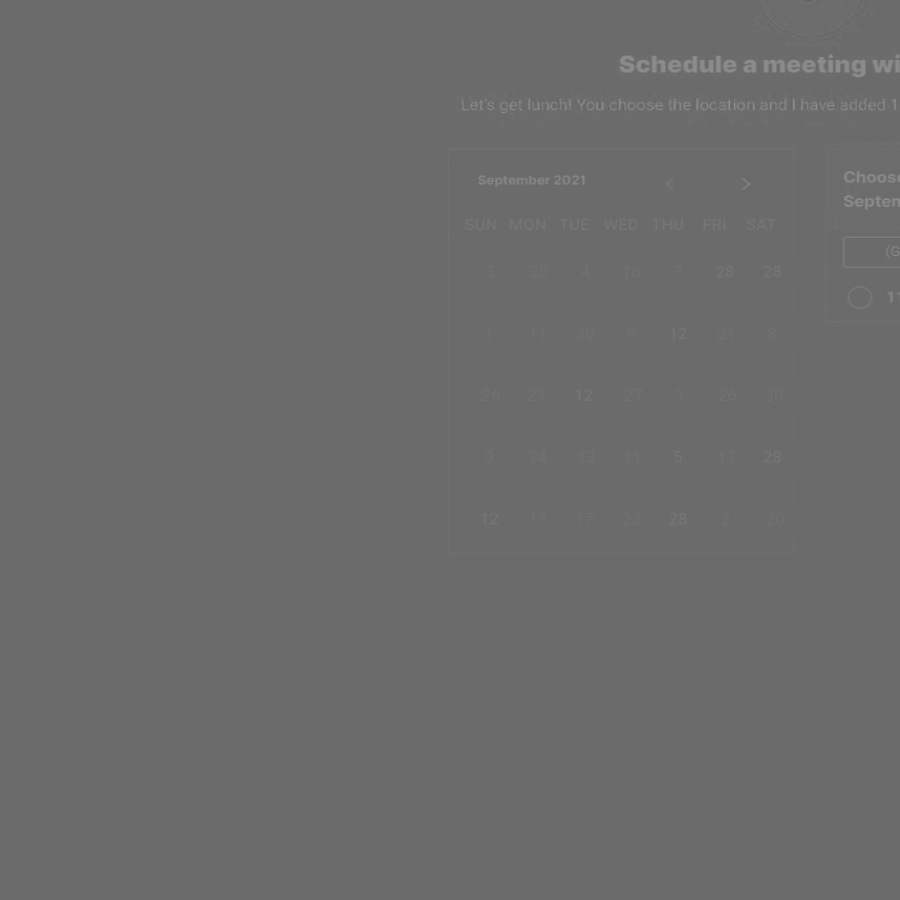 Schedule a meeting wi
Let's get lunch! You choose the location and I have added 1
September 2021 < >
SUN MON TUE WED THU FRI SAT
3 20 4 16 7 28 28
1 11 30 9 12 21 8
26 29 12 27 3 26 30
9 24 13 11 5 17 28
12 17 17 23 28 2 20
Choose
Septem
(G
11